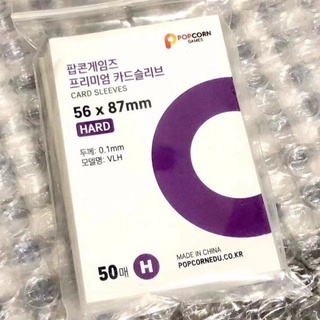 POPCORN
GAMES
팝콘게임즈
프리미엄 카드슬리브
CARD SLEEVES
56 x 87mm
HARD
두께: 0.1mm
모델명: VLH
50매 H
MADE IN CHINA
POPCORNEDU.CO.KR